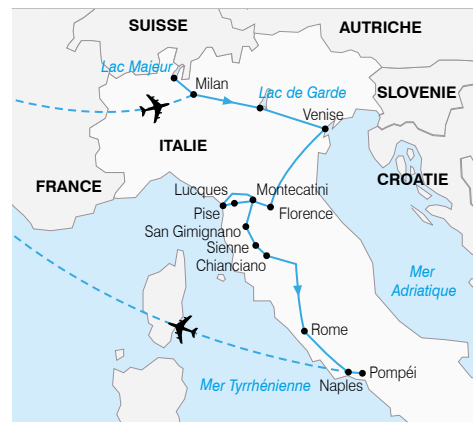 SUISSE
AUTRICHE
Lac Majeur
Milan
Lac de Garde
SLOVENIE
Venise
ITALIE
FRANCE
CROATIE
Lucques
Montecatini
Pise
Florence
San Gimignano
Sienne
Chianciano
Mer
Adriatique
Rome
Mer Tyrrhénienne
Naples
Pompéi